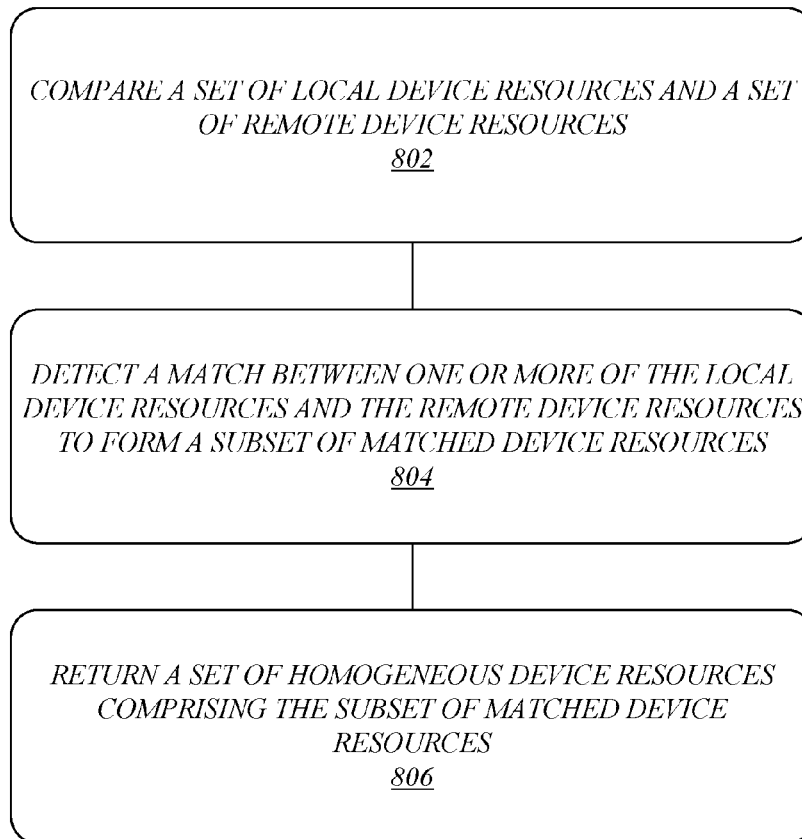 COMPARE A SET OF LOCAL DEVICE RESOURCES AND A SET
OF REMOTE DEVICE RESOURCES
802
DETECT A MATCH BETWEEN ONE OR MORE OF THE LOCAL
DEVICE RESOURCES AND THE REMOTE DEVICE RESOURCES
TO FORM A SUBSET OF MATCHED DEVICE RESOURCES
804
RETURN A SET OF HOMOGENEOUS DEVICE RESOURCES
COMPRISING THE SUBSET OF MATCHED DEVICE
RESOURCES
806